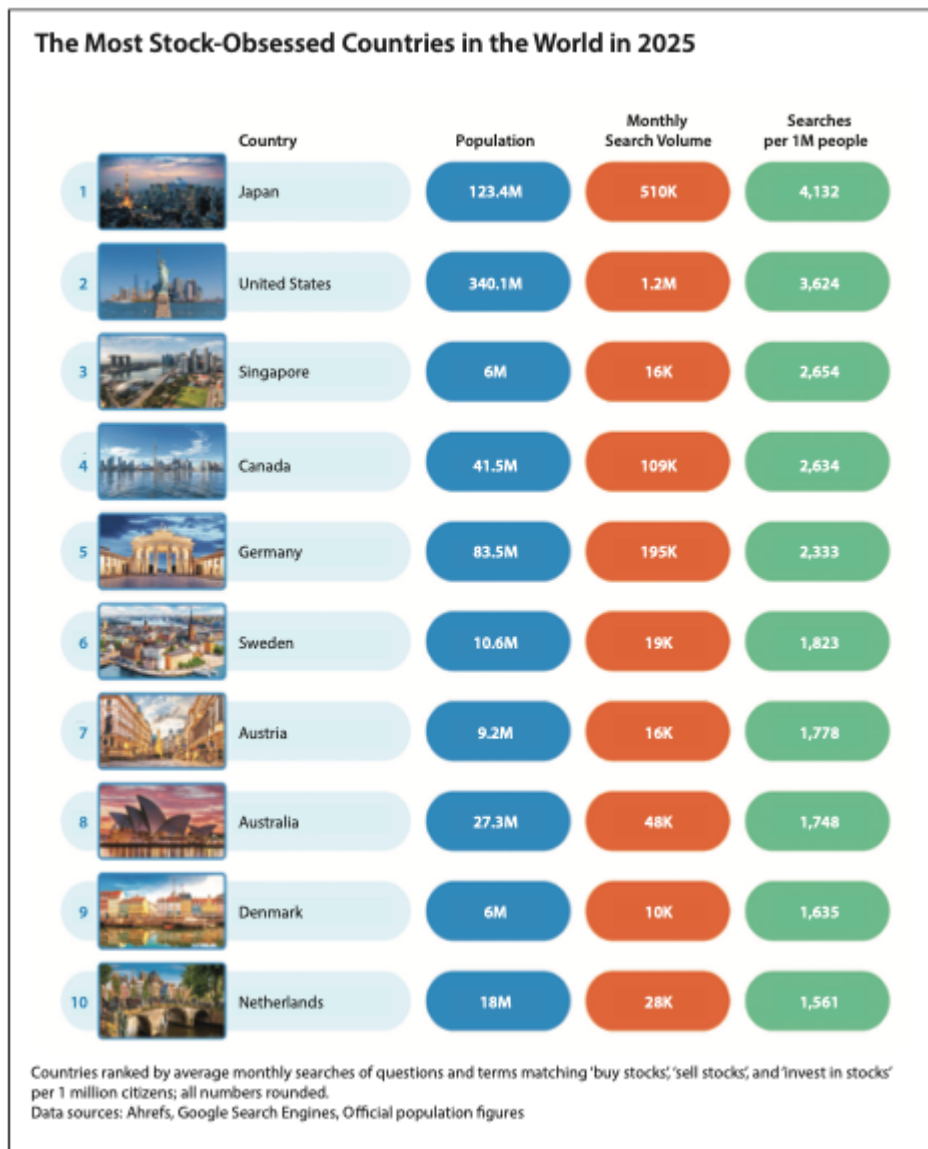 The Most Stock-Obsessed Countries in the World in 2025
Country
Population
Monthly
Search Volume
Searches
per 1M people
1 Japan 123.4M 510K 4,132
2 United States 340.1M 1.2M 3,624
3 Singapore 6M 16K 2,654
4 Canada 41.5M 109K 2,634
5 Germany 83.5M 195K 2,333
6 Sweden 10.6M 19K 1,823
7 Austria 9.2M 16K 1,778
8 Australia 27.3M 48K 1,748
9 Denmark 6M 10K 1,635
10 Netherlands 18M 28K 1,561
Countries ranked by average monthly searches of questions and terms matching 'buy stocks', 'sell stocks', and 'invest in stocks'
per 1 million citizens; all numbers rounded.
Data sources: Ahrefs, Google Search Engines, Official population figures